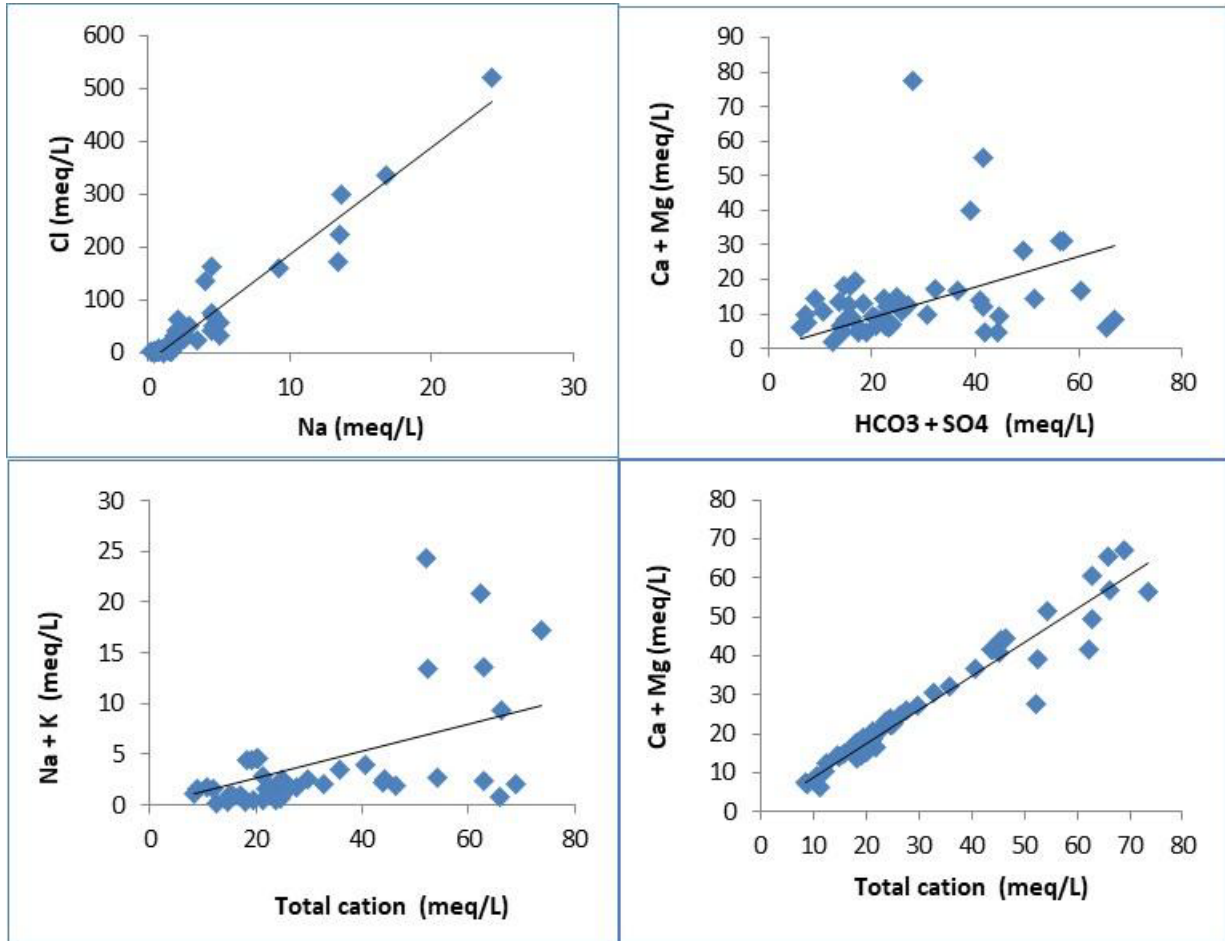 600
500
400
300
200
100
0
Cl (meq/L)
0 10 20 30
Na (meq/L)
90
80
70
60
50
40
30
20
10
0
Ca + Mg (meq/L)
0 20 40 60 80
HCO3 + SO4 (meq/L)
30
25
20
15
10
5
0
Na + K (meq/L)
0 20 40 60 80
Total cation (meq/L)
80
70
60
50
40
30
20
10
0
Ca + Mg (meq/L)
0 10 20 30 40 50 60 70 80
Total cation (meq/L)